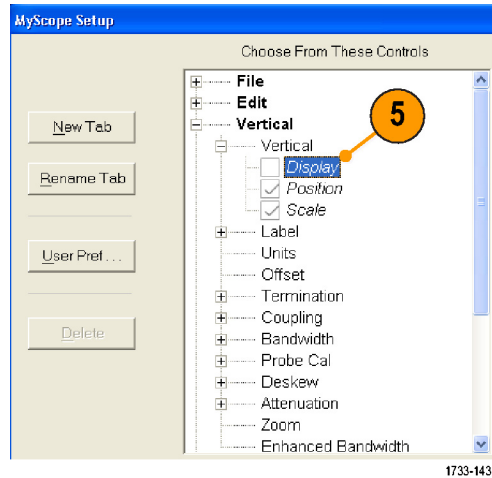 MyScope Setup
Choose From These Controls
File
Edit
5
New Tab
Vertical
Vertical
Display
Rename Tab
Position
Scale
Label
User Pref . . .
Units
Offset
Termination
Coupling
Delete
Bandwidth
Probe Cal
Deskew
Attenuation
Zoom
Enhanced Bandwidth
1733-143